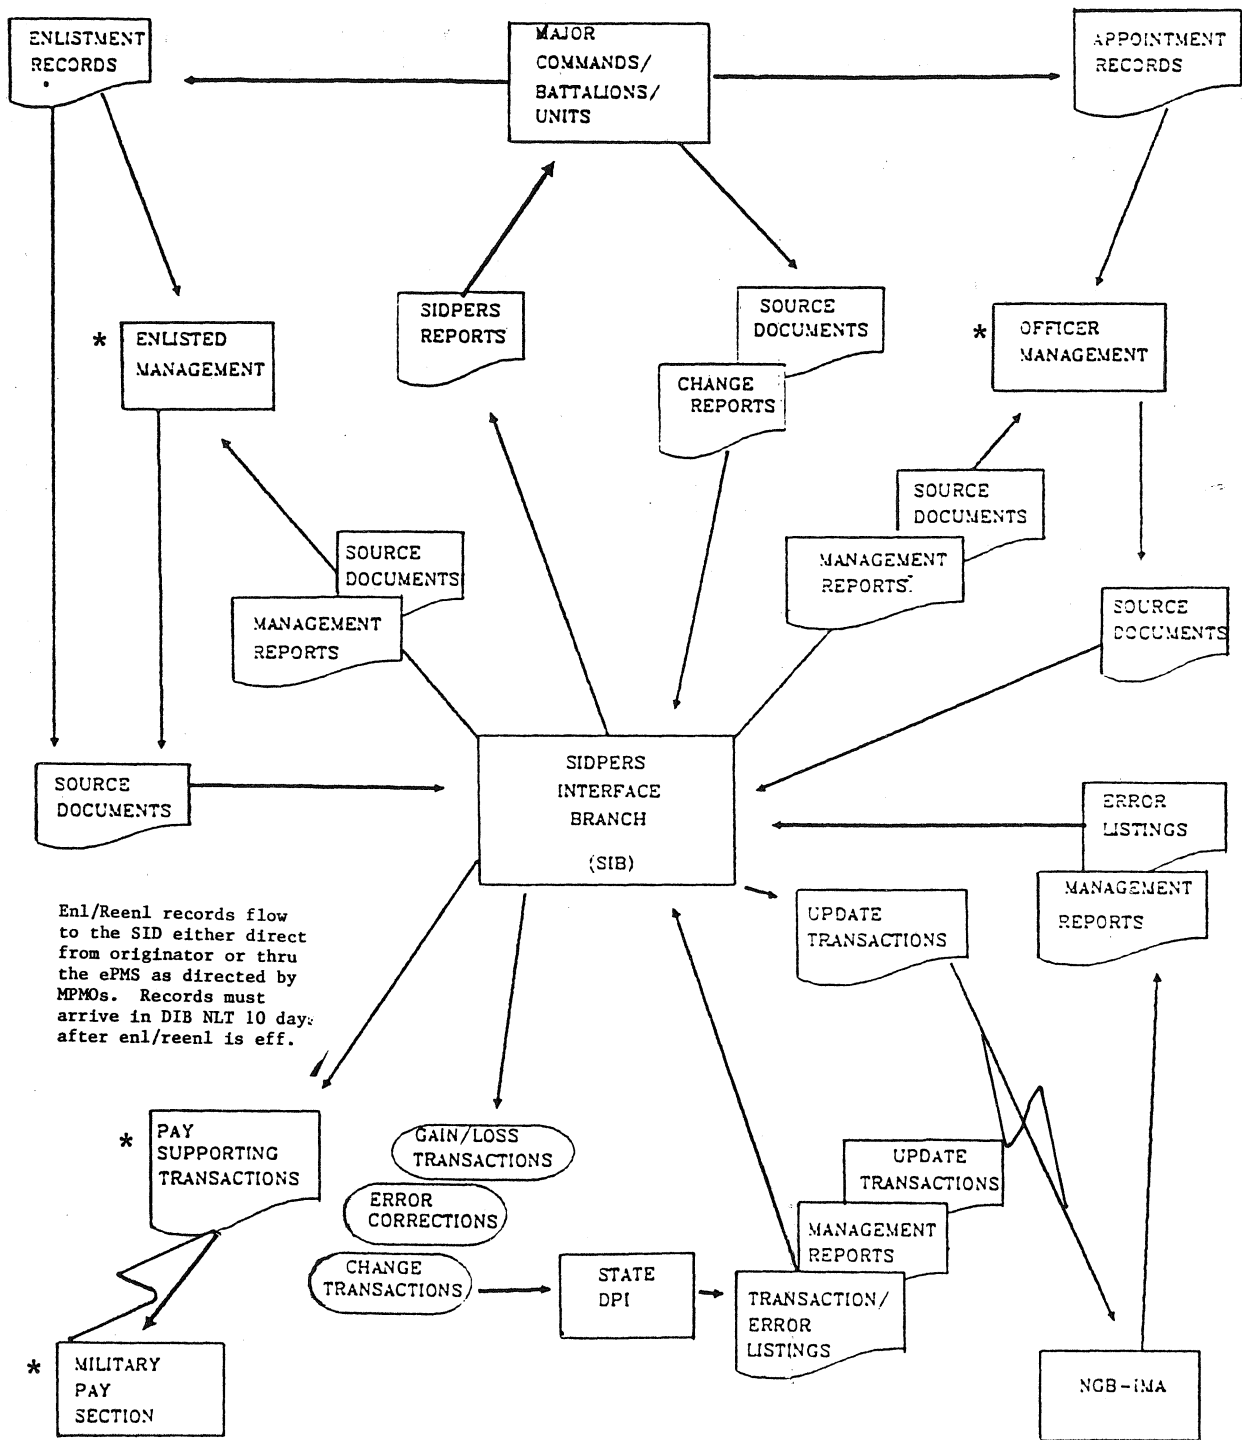 ENLISTMENT
RECORDS
MAJOR
COMMANDS/
BATTALIONS/
UNITS
APPOINTMENT
RECORDS
SIDPERS
REPORTS
SOURCE
DOCUMENTS
CHANGE
REPORTS
*
ENLISTED
MANAGEMENT
*
OFFICER
MANAGEMENT
SOURCE
DOCUMENTS
MANAGEMENT
REPORTS
SOURCE
DOCUMENTS
MANAGEMENT
REPORTS
SOURCE
DOCUMENTS
SOURCE
DOCUMENTS
SIDPERS
INTERFACE
BRANCH
(SIB)
ERROR
LISTINGS
MANAGEMENT
REPORTS
UPDATE
TRANSACTIONS
Enl/Reenl records flow
to the SID either direct
from originator or thru
the ePMS as directed by
MPMOs. Records must
arrive in DIB NLT 10 days
after enl/reenl is eff.
*
PAY
SUPPORTING
TRANSACTIONS
GAIN/LOSS
TRANSACTIONS
ERROR
CORRECTIONS
CHANGE
TRANSACTIONS
STATE
DPI
UPDATE
TRANSACTIONS
MANAGEMENT
REPORTS
TRANSACTION/
ERROR
LISTINGS
*
MILITARY
PAY
SECTION
NGB-IMA